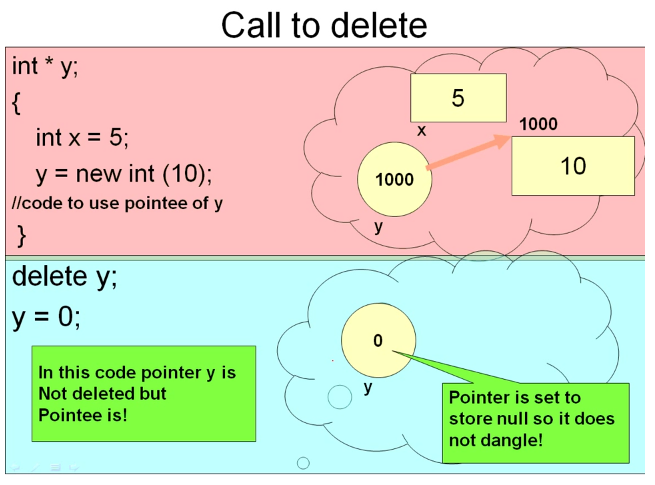 Call to delete
int * y;
{
int x = 5;
y = new int (10);
//code to use pointee of y
}
5
x
1000
10
1000
y
delete y;
y = 0;
0
y
In this code pointer y is
Not deleted but
Pointee is!
Pointer is set to
store null so it does
not dangle!